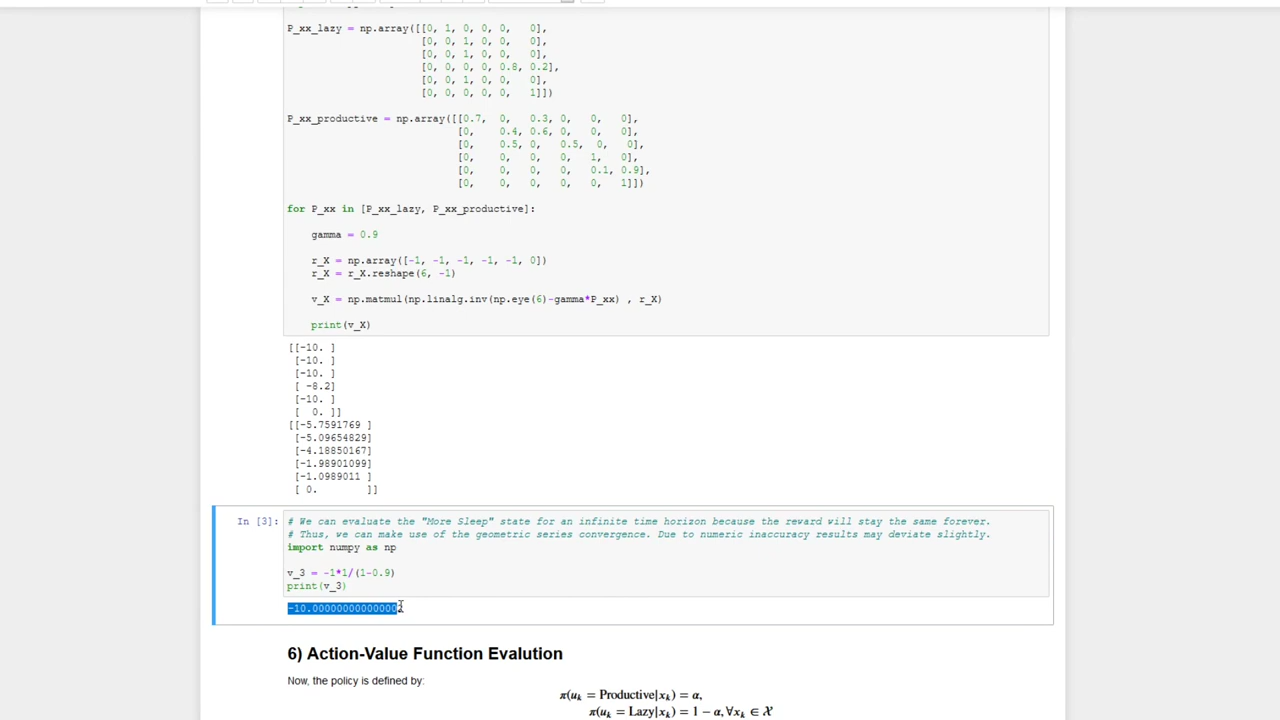 P_xx_lazy = np.array([[0, 1, 0, 0, 0, 0],
[0, 0, 1, 0, 0, 0],
[0, 0, 1, 0, 0, 0],
[0, 0, 0, 0, 0.8, 0.2],
[0, 0, 1, 0, 0, 0],
[0, 0, 0, 0, 0, 1]])
P_xx_productive = np.array([[0.7, 0, 0.3, 0, 0, 0],
[0, 0.4, 0.6, 0, 0, 0],
[0, 0.5, 0, 0.5, 0, 0],
[0, 0, 0, 0, 1, 0],
[0, 0, 0, 0, 0.1, 0.9],
[0, 0, 0, 0, 0, 1]])
for P_xx in [P_xx_lazy, P_xx_productive]:
gamma = 0.9
r_X = np.array([-1, -1, -1, -1, -1, 0])
r_X = r_X.reshape(6, -1)
v_X = np.matmul(np.linalg.inv(np.eye(6)-gamma*P_xx) , r_X)
print(v_X)
[[-10. ]
[-10. ]
[-10. ]
[ -8.2]
[-10. ]
[ 0. ]]
[[-5.7591769 ]
[-5.09654829]
[-4.18850167]
[-1.98901099]
[-1.0989011 ]
[ 0. ]]
In [3]: # We can evaluate the "More Sleep" state for an infinite time horizon because the reward will stay the same forever.
# Thus, we can make use of the geometric series convergence. Due to numeric inaccuracy results may deviate slightly.
import numpy as np
v_3 = -1*1/(1-0.9)
print(v_3)
-10.000000000000002
6) Action-Value Function Evalution
Now, the policy is defined by:
π(uₖ = Productive|xₖ) = α,
π(uₖ = Lazy|xₖ) = 1 − α, ∀xₖ ∈ 𝒳